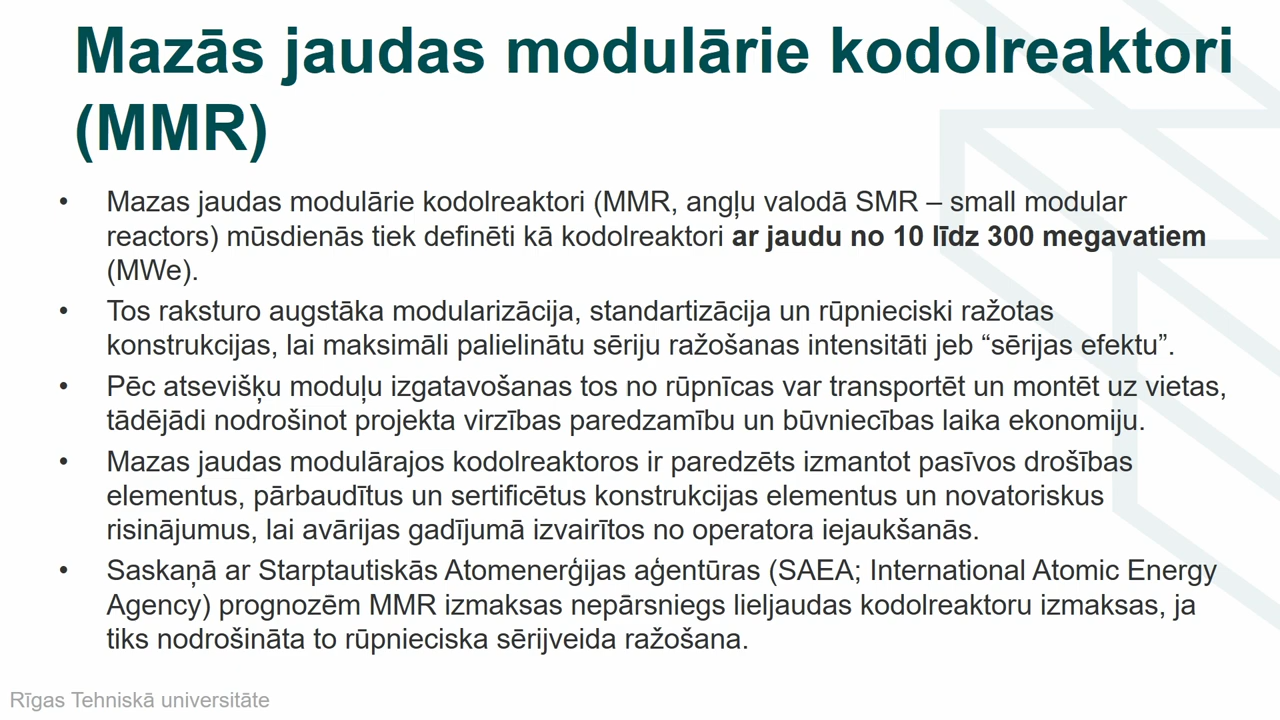 Mazās jaudas modulārie kodolreaktori
(MMR)
• Mazas jaudas modulārie kodolreaktori (MMR, angļu valodā SMR – small modular
reactors) mūsdienās tiek definēti kā kodolreaktori ar jaudu no 10 līdz 300 megavatiem
(MWe).
• Tos raksturo augstāka modularizācija, standartizācija un rūpnieciski ražotas
konstrukcijas, lai maksimāli palielinātu sēriju ražošanas intensitāti jeb “sērijas efektu”.
• Pēc atsevišķu moduļu izgatavošanas tos no rūpnīcas var transportēt un montēt uz vietas,
tādējādi nodrošinot projekta virzības paredzamību un būvniecības laika ekonomiju.
• Mazas jaudas modulārajos kodolreaktoros ir paredzēts izmantot pasīvos drošības
elementus, pārbaudītus un sertificētus konstrukcijas elementus un novatoriskus
risinājumus, lai avārijas gadījumā izvairītos no operatora iejaukšanās.
• Saskaņā ar Starptautiskās Atomenerģijas aģentūras (SAEA; International Atomic Energy
Agency) prognozēm MMR izmaksas nepārsniegs lieljaudas kodolreaktoru izmaksas, ja
tiks nodrošināta to rūpnieciska sērijveida ražošana.
Rīgas Tehniskā universitāte